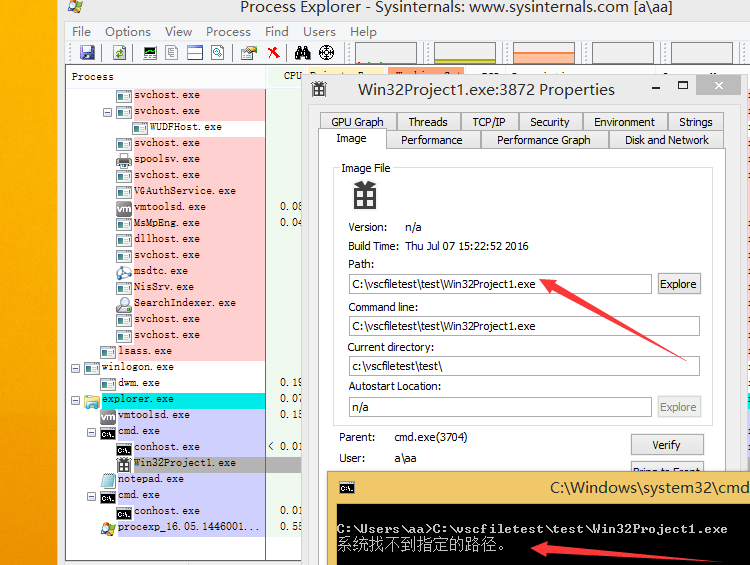 Process Explorer - Sysinternals: www.sysinternals.com [a\aa]
File Options View Process Find Users Help
Process
svchost.exe
svchost.exe
WUDFHost.exe
svchost.exe
spoolsv.exe
svchost.exe
VGAuthService.exe
vmtoolsd.exe 0.08
MsMpEng.exe 0.04
dllhost.exe
svchost.exe
msdtc.exe
NisSrv.exe
SearchIndexer.exe
svchost.exe
svchost.exe
lsass.exe
winlogon.exe
dwm.exe 0.19
explorer.exe 0.07
vmtoolsd.exe 0.15
cmd.exe
conhost.exe < 0.01
Win32Project1.exe
notepad.exe
cmd.exe
conhost.exe 0.01
procexp_16.05.1446001... 0.55
Win32Project1.exe:3872 Properties
GPU Graph Threads TCP/IP Security Environment Strings
Image Performance Performance Graph Disk and Network
Image File
Version: n/a
Build Time: Thu Jul 07 15:22:52 2016
Path:
C:\vscfiletest\test\Win32Project1.exe Explore
Command line:
C:\vscfiletest\test\Win32Project1.exe
Current directory:
c:\vscfiletest\test\
Autostart Location:
n/a Explore
Parent: cmd.exe(3704) Verify
User: a\aa
Bring to Front
C:\Windows\system32\cmd
C:\Users\aa>C:\vscfiletest\test\Win32Project1.exe
系统找不到指定的路径。